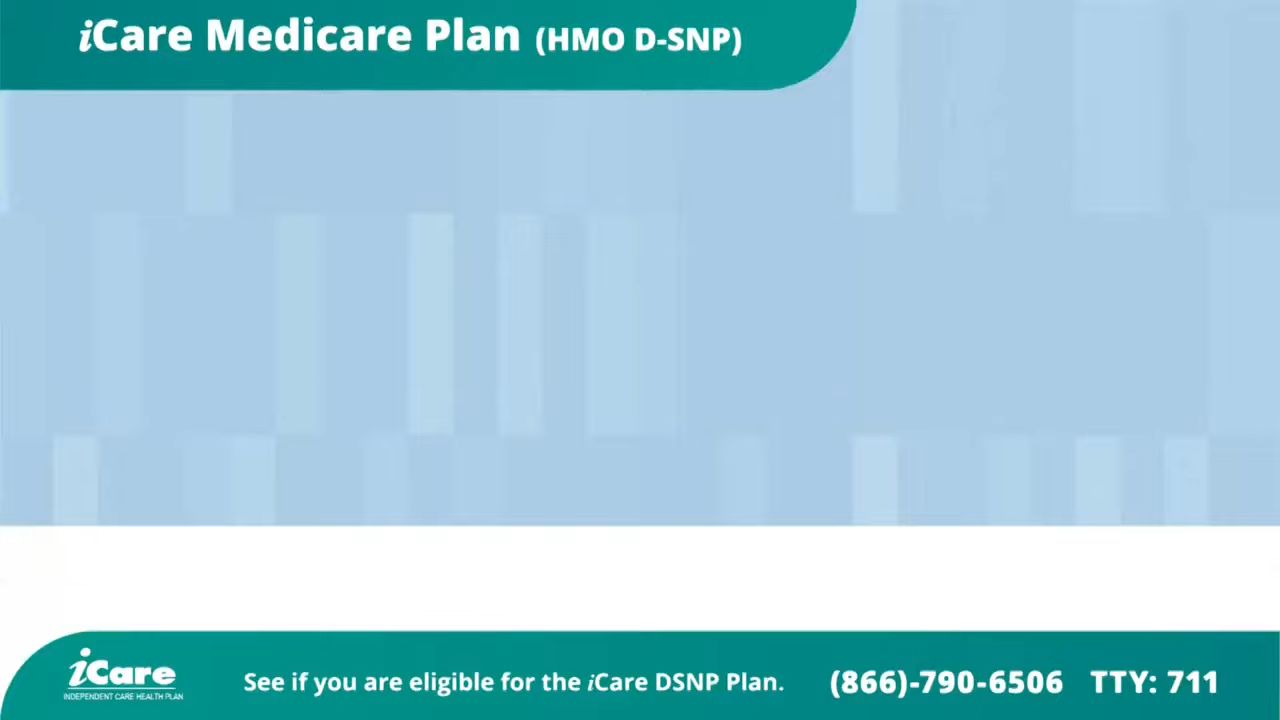 iCare Medicare Plan (HMO D-SNP)
iCare
INDEPENDENT CARE HEALTH PLAN
See if you are eligible for the iCare DSNP Plan.
(866)-790-6506 TTY: 711